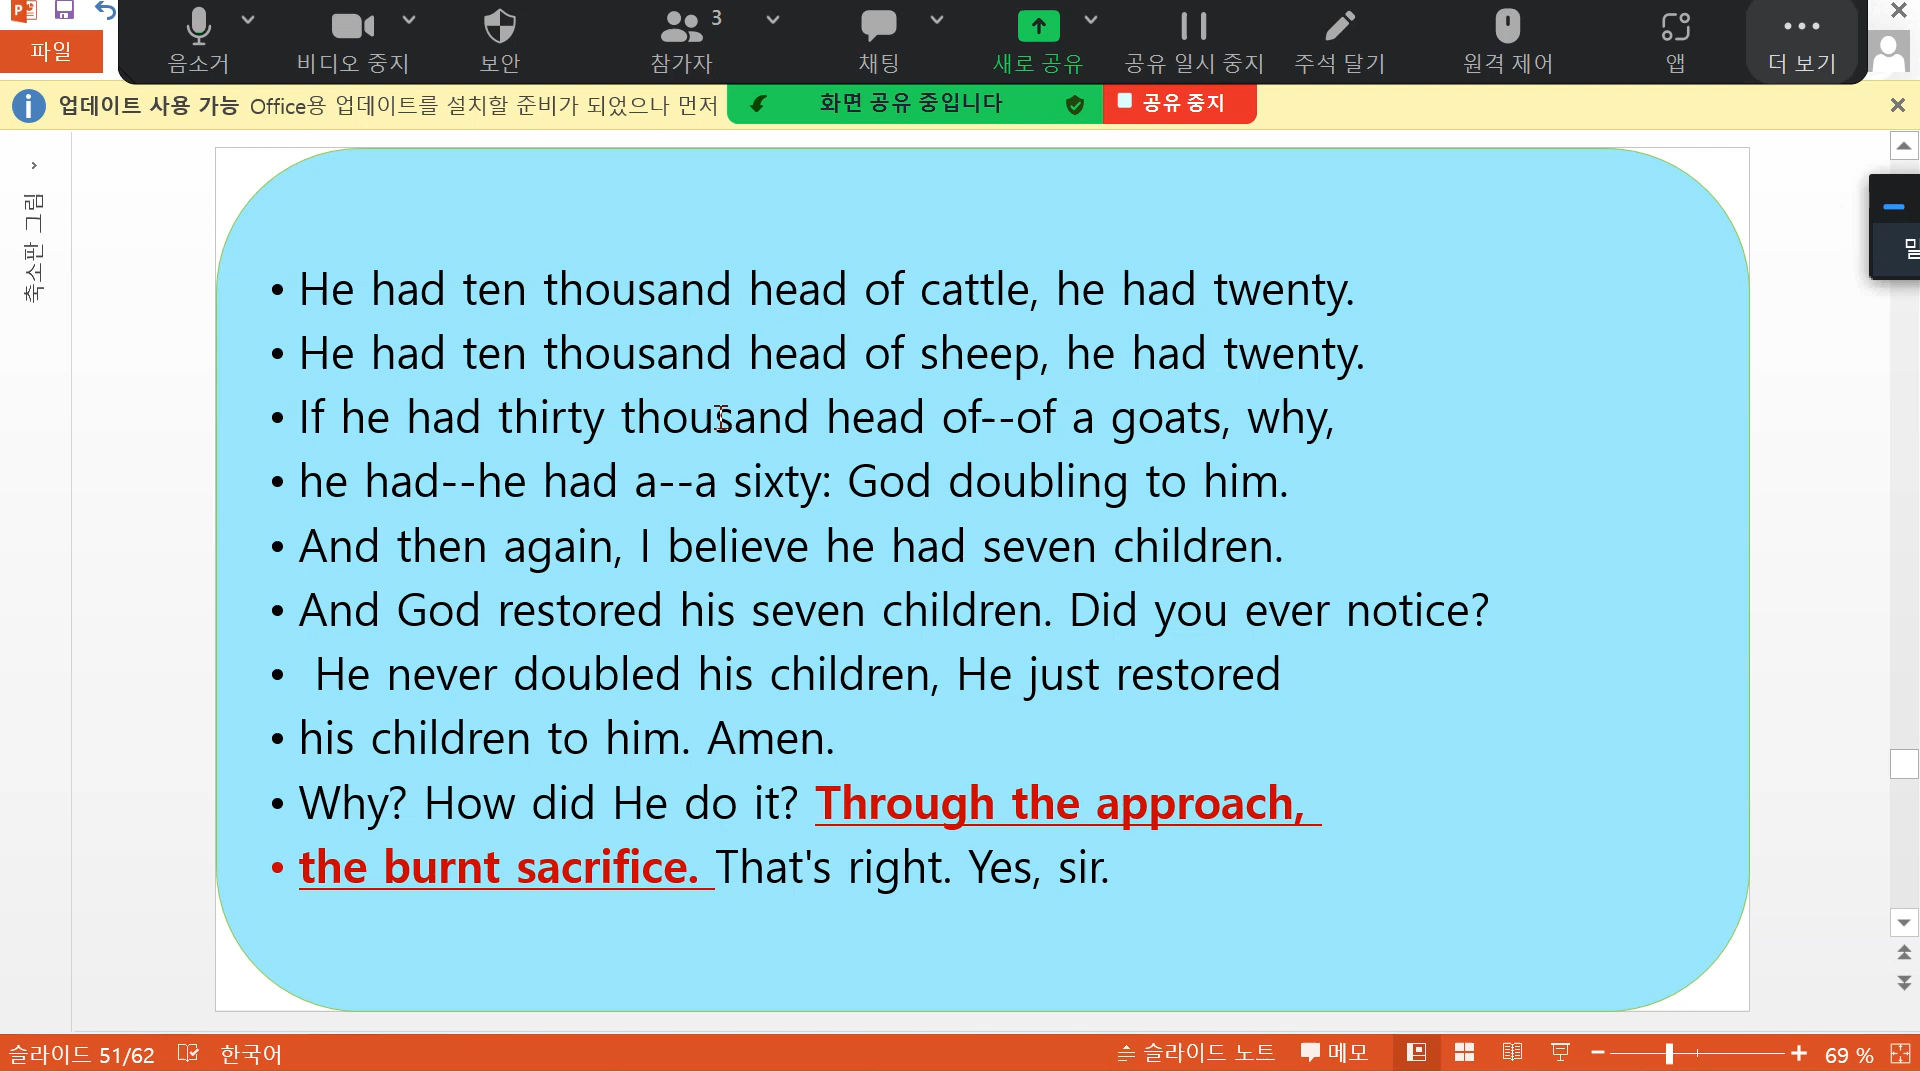 음소거
비디오 중지
보안
참가자
3
채팅
새로 공유
공유 일시 중지
주석 달기
원격 제어
앱
더 보기
파일
업데이트 사용 가능 Office용 업데이트를 설치할 준비가 되었으나 먼저
화면 공유 중입니다
공유 중지
축소판 그림
• He had ten thousand head of cattle, he had twenty.
• He had ten thousand head of sheep, he had twenty.
• If he had thirty thousand head of--of a goats, why,
• he had--he had a--a sixty: God doubling to him.
• And then again, I believe he had seven children.
• And God restored his seven children. Did you ever notice?
• He never doubled his children, He just restored
• his children to him. Amen.
• Why? How did He do it? Through the approach,
• the burnt sacrifice. That's right. Yes, sir.
슬라이드 51/62
한국어
슬라이드 노트
메모
69 %